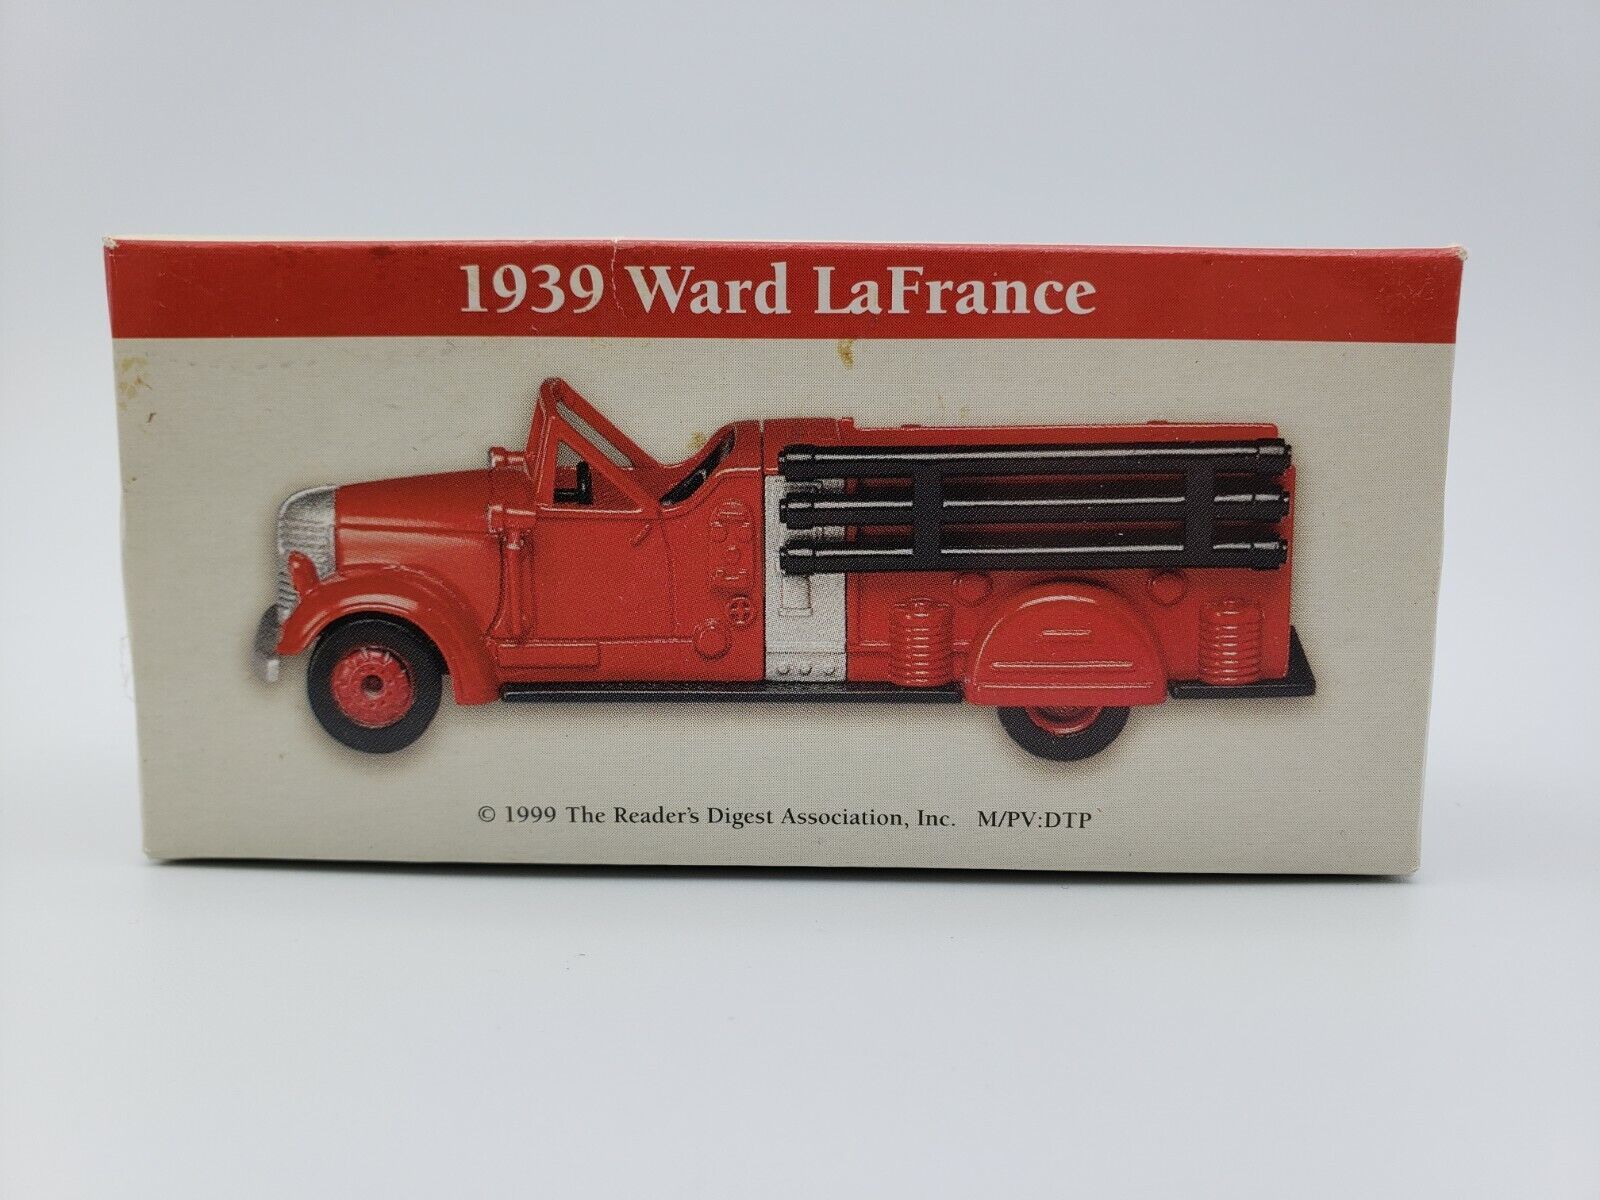 1939 Ward LaFrance
© 1999 The Reader's Digest Association, Inc. M/PV:DTP